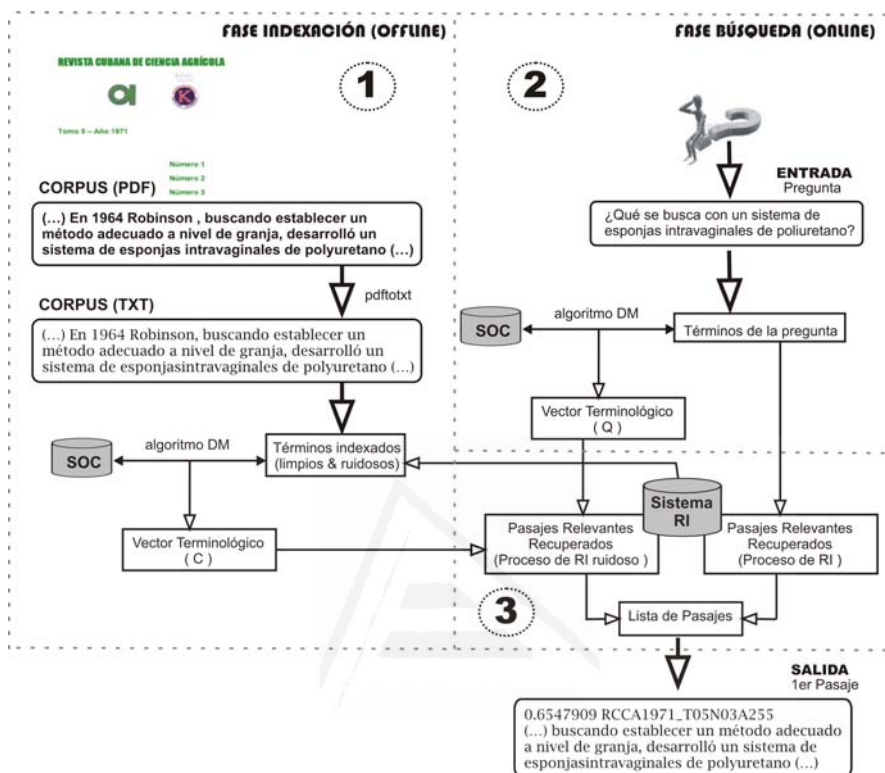 FASE INDEXACIÓN (OFFLINE)
REVISTA CUBANA DE CIENCIA AGRÍCOLA
1
Tomo 5 – Año 1971
Número 1
Número 2
Número 3
CORPUS (PDF)
(...) En 1964 Robinson , buscando establecer un
método adecuado a nivel de granja, desarrolló un
sistema de esponjas intravaginales de polyuretano (...)
pdftotxt
CORPUS (TXT)
(...) En 1964 Robinson, buscando establecer un
método adecuado a nivel de granja, desarrolló un
sistema de esponjasintravaginales de polyuretano (...)
SOC
algoritmo DM
Términos indexados
(limpios & ruidosos)
Vector Terminológico
( C )
FASE BÚSQUEDA (ONLINE)
2
ENTRADA
Pregunta
¿Qué se busca con un sistema de
esponjas intravaginales de poliuretano?
SOC
algoritmo DM
Términos de la pregunta
Vector Terminológico
( Q )
Sistema
RI
Pasajes Relevantes
Recuperados
(Proceso de RI ruidoso )
Pasajes Relevantes
Recuperados
(Proceso de RI )
3
Lista de Pasajes
SALIDA
1er Pasaje
0.6547909 RCCA1971_T05N03A255
(...) buscando establecer un método adecuado
a nivel de granja, desarrolló un sistema de
esponjasintravaginales de polyuretano (...)